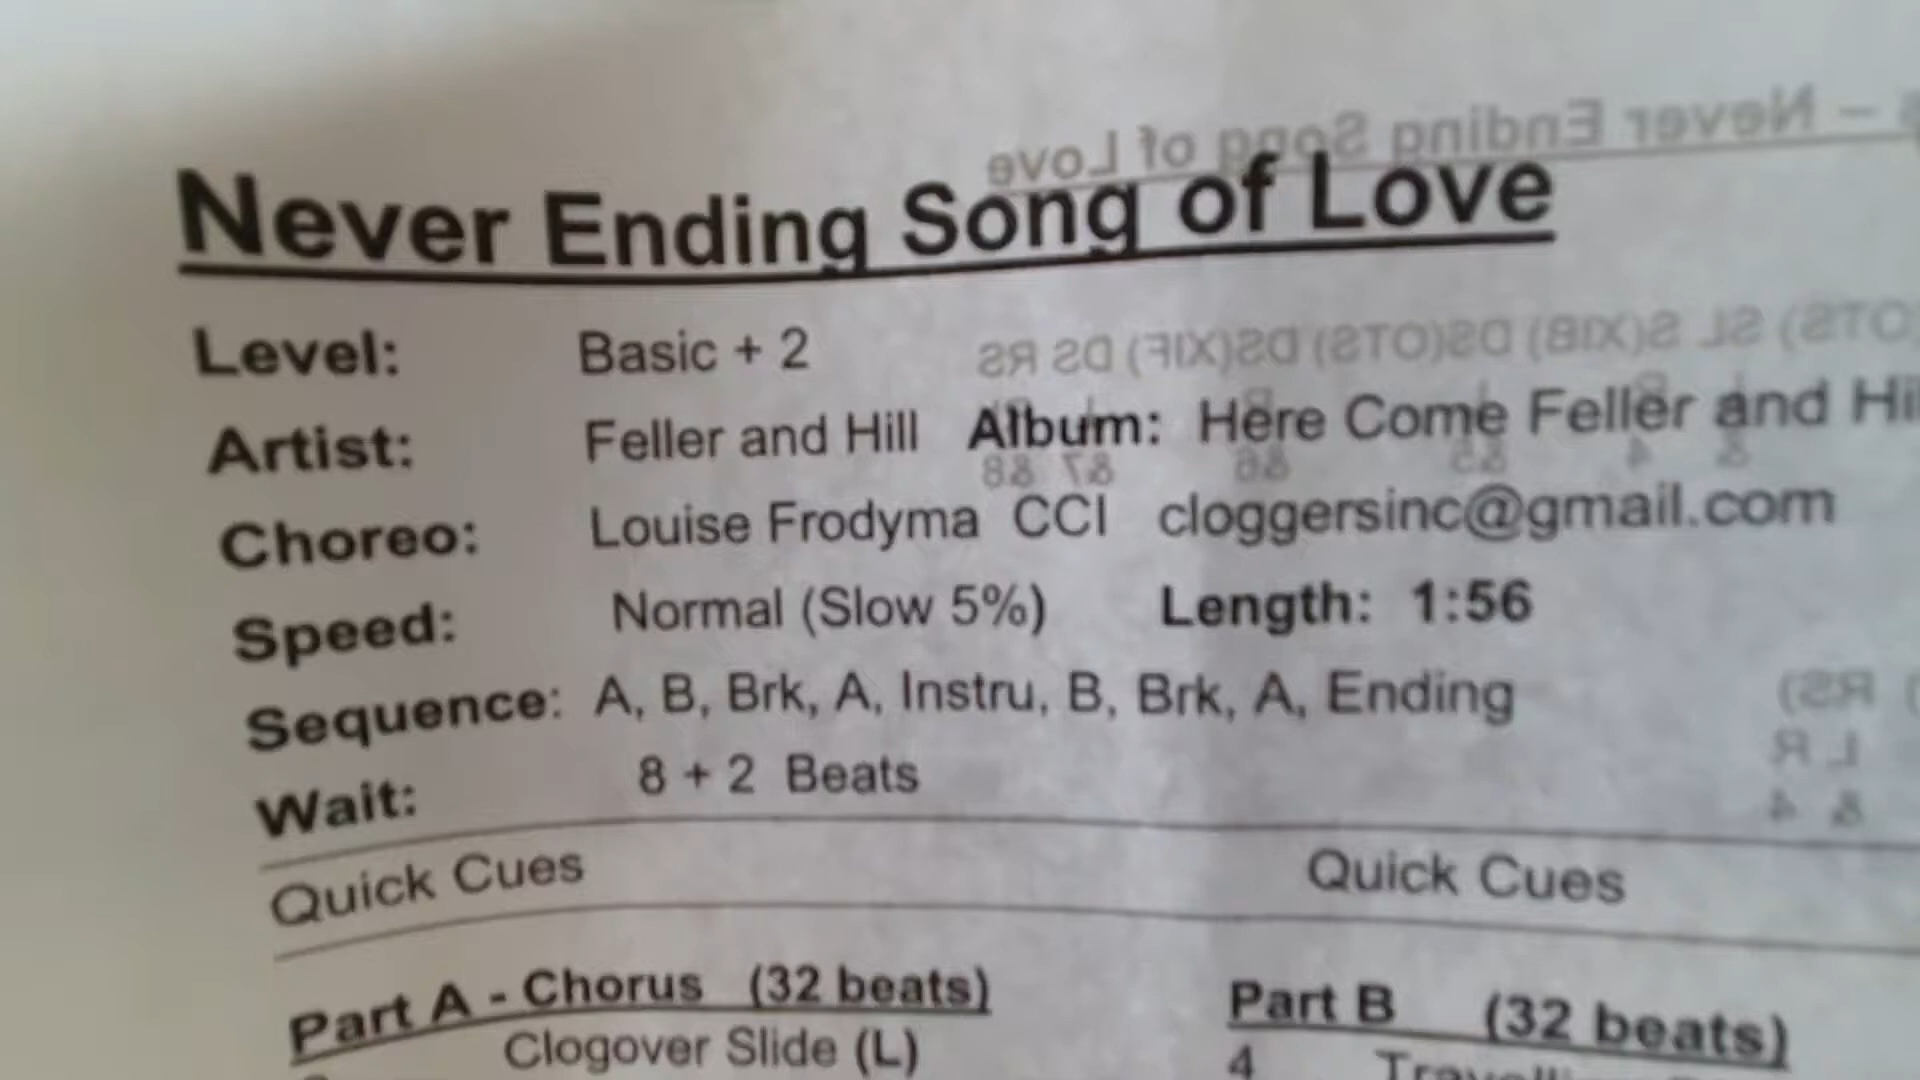 Never Ending Song of Love
Level: Basic + 2
Artist: Feller and Hill Album: Here Come Feller and
Choreo: Louise Frodyma CCI cloggersinc@gmail.com
Speed: Normal (Slow 5%) Length: 1:56
Sequence: A, B, Brk, A, Instru, B, Brk, A, Ending
Wait: 8 + 2 Beats
Quick Cues Quick Cues
Part A - Chorus (32 beats) Part B (32 beats)
Clogover Slide (L) 4